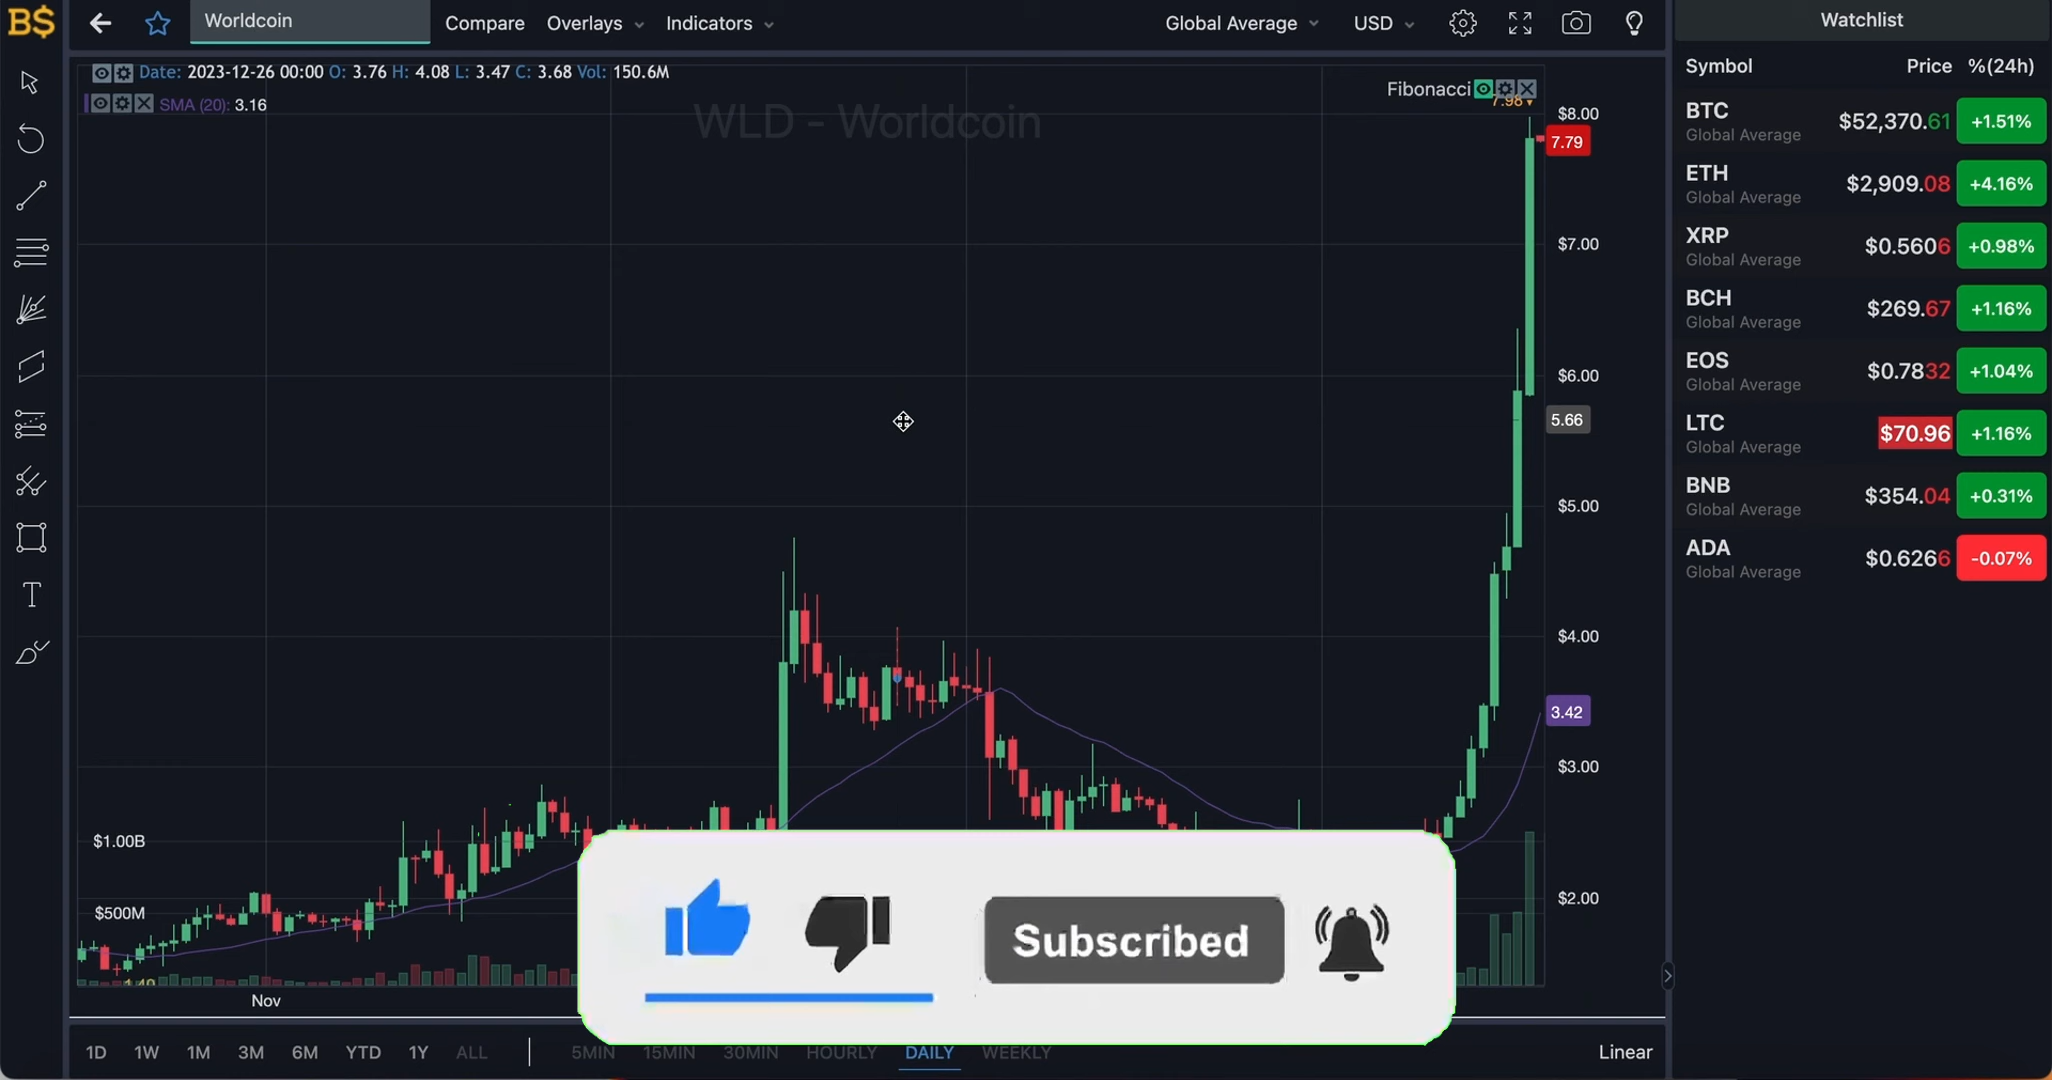 B$
Worldcoin
Compare
Overlays
Indicators
Global Average
USD
Watchlist
Date: 2023-12-26 00:00 O: 3.76 H: 4.08 L: 3.47 C: 3.68 Vol: 150.6M
SMA (20): 3.16
WLD - Worldcoin
Fibonacci
7.98
$8.00
7.79
$7.00
$6.00
5.66
$5.00
$4.00
3.42
$3.00
$2.00
$1.00B
$500M
Nov
Symbol Price %(24h)
BTC $52,370.61 +1.51%
Global Average
ETH $2,909.08 +4.16%
Global Average
XRP $0.5606 +0.98%
Global Average
BCH $269.67 +1.16%
Global Average
EOS $0.7832 +1.04%
Global Average
LTC $70.96 +1.16%
Global Average
BNB $354.04 +0.31%
Global Average
ADA $0.6266 -0.07%
Global Average
T
Subscribed
1D 1W 1M 3M 6M YTD 1Y ALL 5MIN 15MIN 30MIN HOURLY DAILY WEEKLY Linear